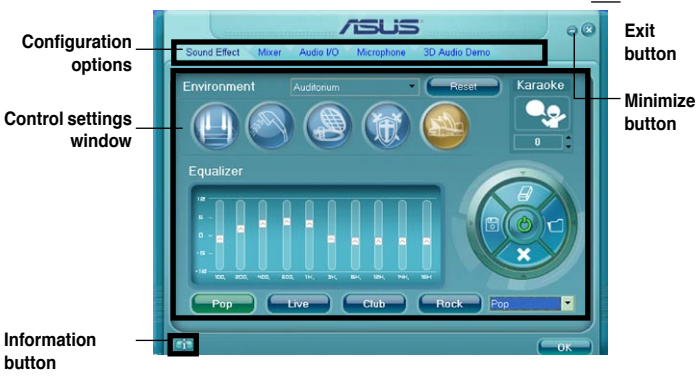 ASUS
Configuration options
Exit button
Sound Effect Mixer Audio I/O Microphone 3D Audio Demo
Minimize button
Control settings window
Environment Auditorium Reset Karaoke
0
Equalizer
12
6
0
-6
-12
100, 200, 400, 600, 1K, 3K, 6K, 12K, 14K, 16K
Pop Live Club Rock Pop
Information button
i
OK